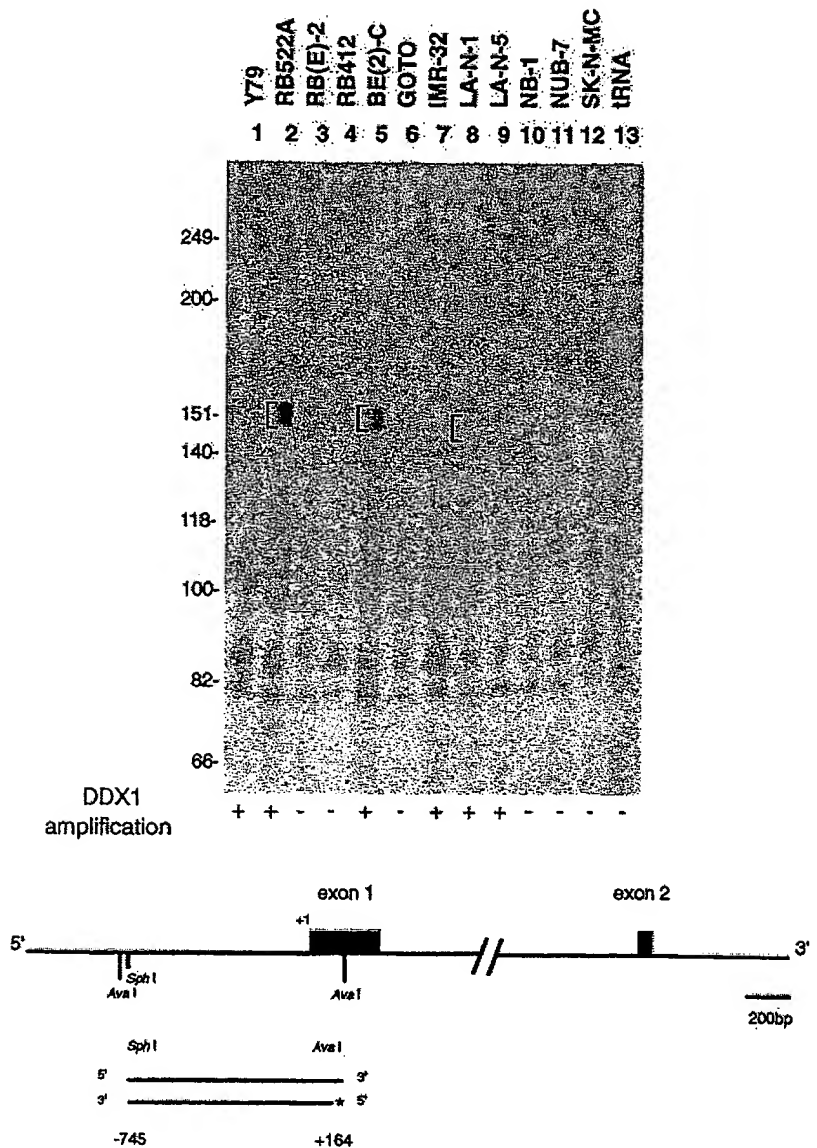 Y79
RB522A
RB(E)-2
RB412
BE(2)-C
GOTO
IMR-32
LA-N-1
LA-N-5
NB-1
NUB-7
SK-N-MC
tRNA
1 2 3 4 5 6 7 8 9 10 11 12 13
249-
200-
151-
140-
118-
100-
82-
66-
DDX1
amplification
+ + - - + - + + + - - - -
exon 1 exon 2
+1
5' 3'
Sph I
Ava I Ava I
200bp
Sph I Ava I
5' 3'
3' * 5'
-745 +164